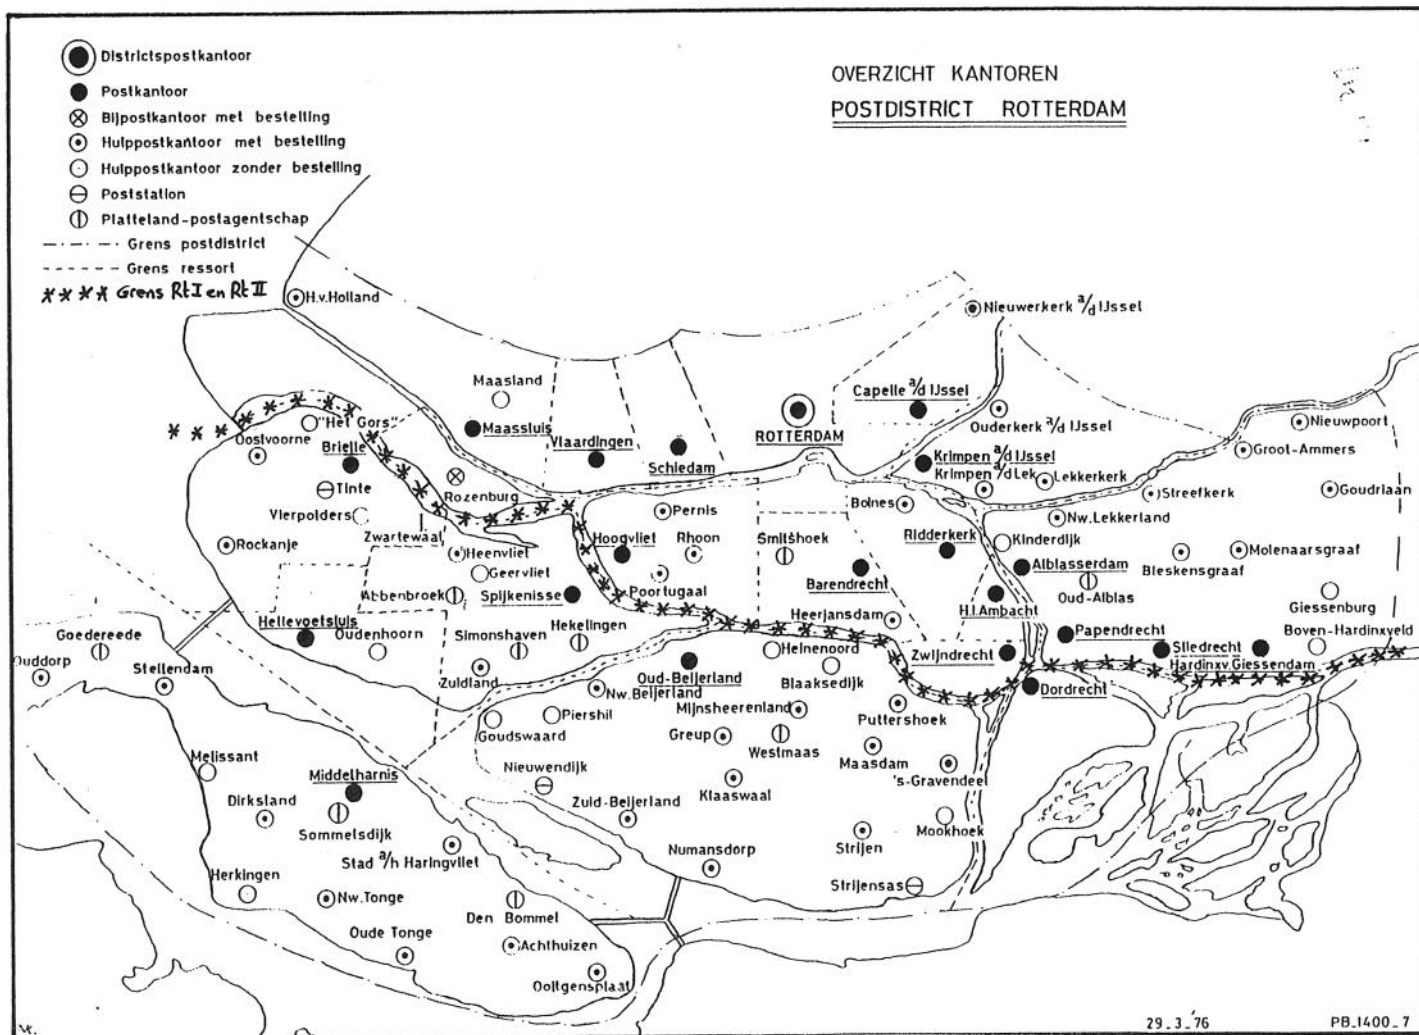 Districtspostkantoor
Postkantoor
Bijpostkantoor met bestelling
Hulppostkantoor met bestelling
Hulppostkantoor zonder bestelling
Poststation
Platteland-postagentschap
Grens postdistrict
Grens ressort
Grens Rt I en Rt II
OVERZICHT KANTOREN
POSTDISTRICT ROTTERDAM
H.v.Holland
Nieuwerkerk a/d IJssel
Maasland
Capelle a/d IJssel
"Het Gors"
Maassluis
Vlaardingen
ROTTERDAM
Ouderkerk a/d IJssel
Nieuwpoort
Oostvoorne
Brielle
Schiedam
Krimpen a/d IJssel
Groot-Ammers
Tinte
Rozenburg
Krimpen a/d Lek
Lekkerkerk
Streefkerk
Goudriaan
Vierpolders
Zwartewaal
Pernis
Bolnes
Nw.Lekkerland
Rockanje
Heenvliet
Hoogvliet
Rhoon
Smitshoek
Ridderkerk
Kinderdijk
Molenaarsgraaf
Geervliet
Bleskensgraaf
Abbenbroek
Spijkenisse
Poortugaal
Barendrecht
Alblasserdam
Oud-Alblas
H.I.Ambacht
Giessenburg
Hellevoetsluis
Oudenhoorn
Simonshaven
Hekelingen
Heerjansdam
Papendrecht
Sliedrecht
Boven-Hardinxveld
Goedereede
Zwijndrecht
Hardinxv.Giessendam
Ouddorp
Stellendam
Zuidland
Oud-Beijerland
Heinenoord
Blaaksedijk
Dordrecht
Nw.Beijerland
Piershil
Goudswaard
Mijnsheerenland
Puttershoek
Greup
Westmaas
Maasdam
Melissant
Middelharnis
Nieuwendijk
Klaaswaal
's-Gravendeel
Dirksland
Sommelsdijk
Zuid-Beijerland
Mookhoek
Stad a/h Haringvliet
Strijen
Numansdorp
Herkingen
Nw.Tonge
Den Bommel
Strijensas
Oude Tonge
Achthuizen
Ooltgensplaat
29.3.'76
PB.1400_7